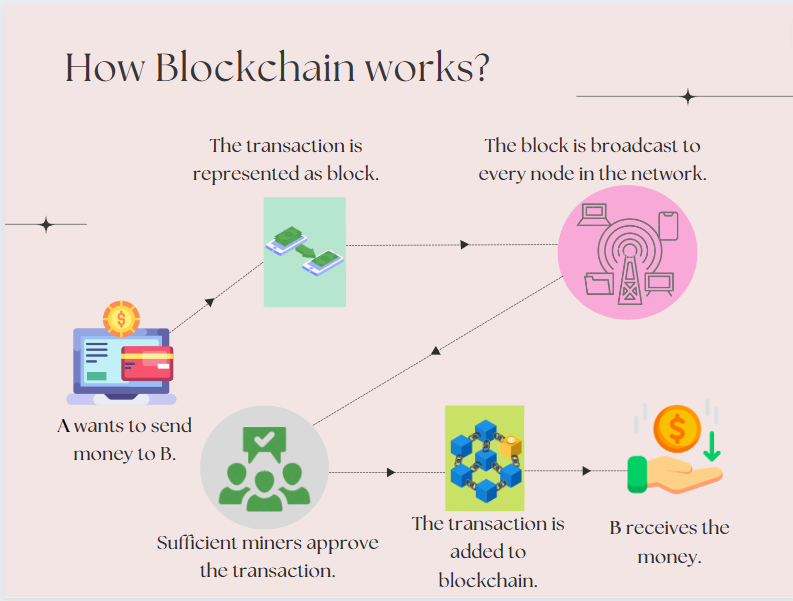 How Blockchain works?
The transaction is
represented as block.
The block is broadcast to
every node in the network.
A wants to send
money to B.
Sufficient miners approve
the transaction.
The transaction is
added to
blockchain.
B receives the
money.